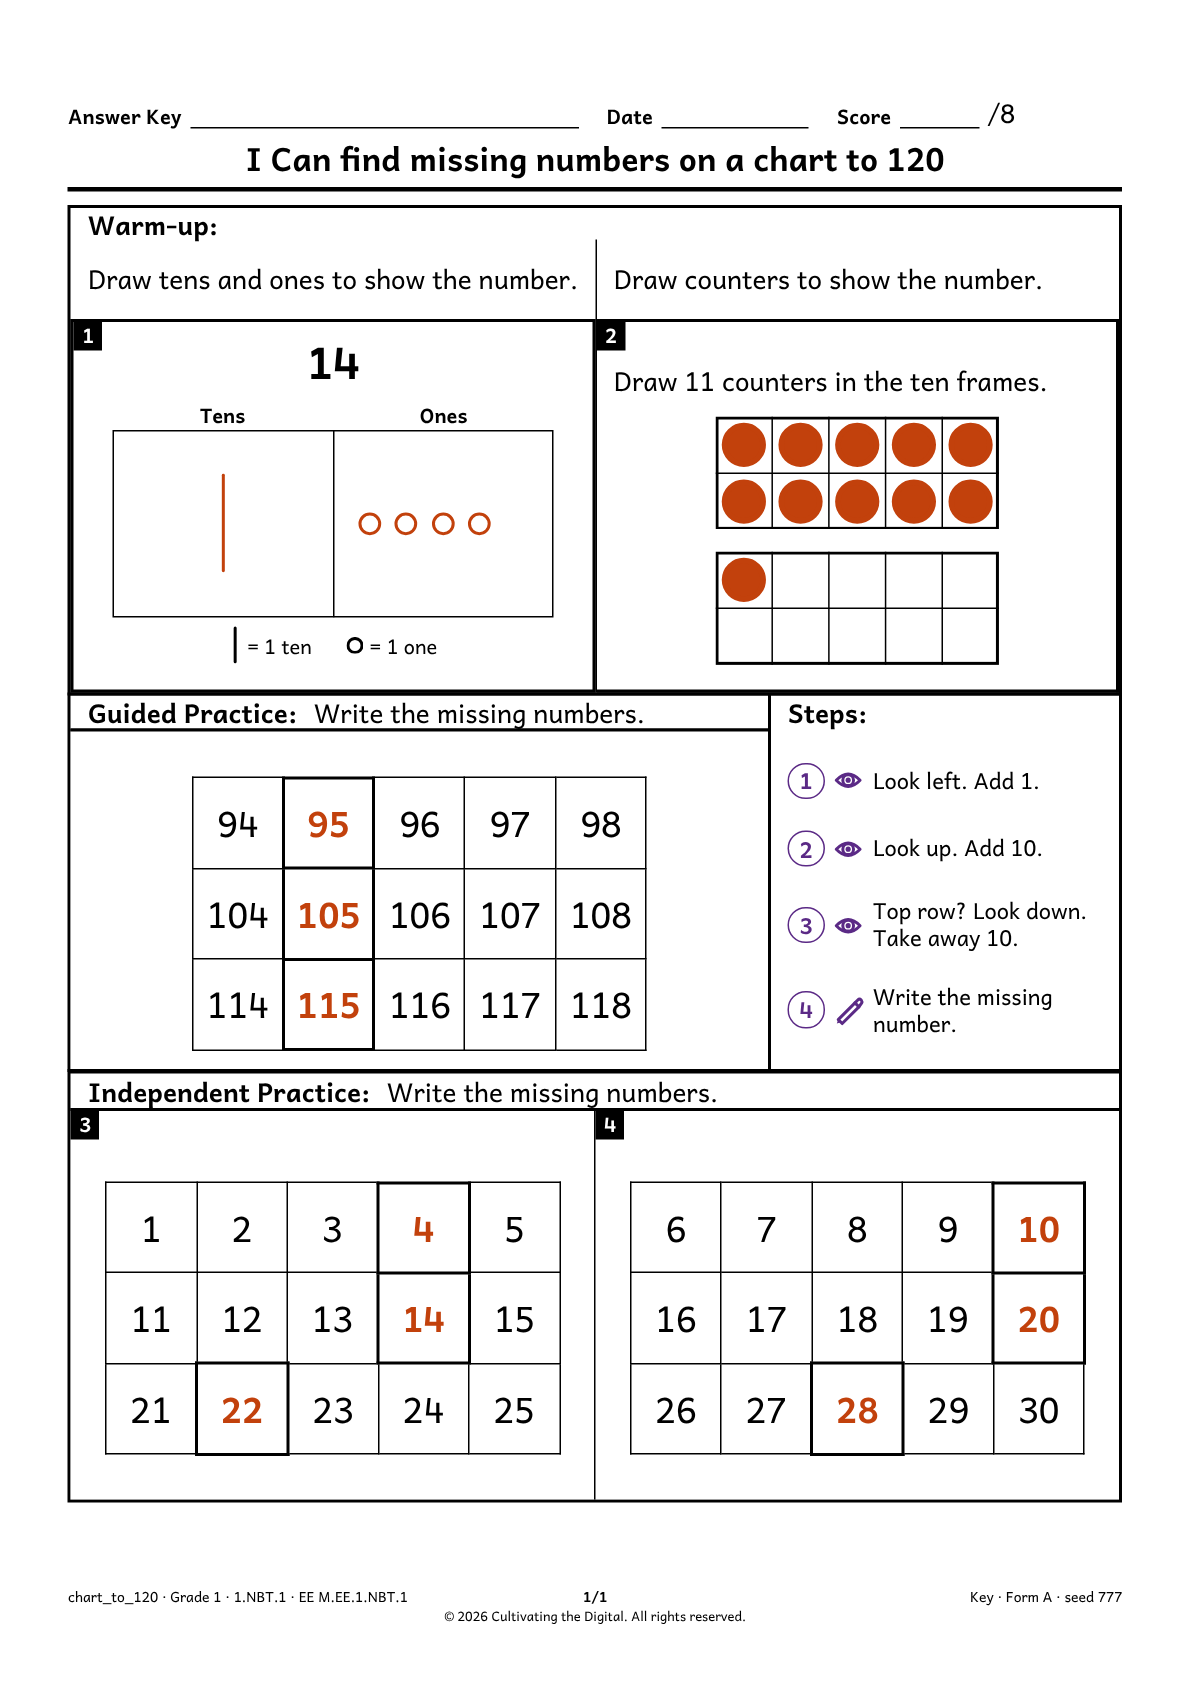 Answer Key Date Score /8
I Can find missing numbers on a chart to 120
Warm-up:
Draw tens and ones to show the number.
Draw counters to show the number.
1
14
Tens Ones
= 1 ten = 1 one
2
Draw 11 counters in the ten frames.
Guided Practice: Write the missing numbers.
94 95 96 97 98
104 105 106 107 108
114 115 116 117 118
Steps:
1 Look left. Add 1.
2 Look up. Add 10.
3 Top row? Look down.
Take away 10.
4 Write the missing
number.
Independent Practice: Write the missing numbers.
3
1 2 3 4 5
11 12 13 14 15
21 22 23 24 25
4
6 7 8 9 10
16 17 18 19 20
26 27 28 29 30
chart_to_120 · Grade 1 · 1.NBT.1 · EE M.EE.1.NBT.1 1/1 Key · Form A · seed 777
© 2026 Cultivating the Digital. All rights reserved.